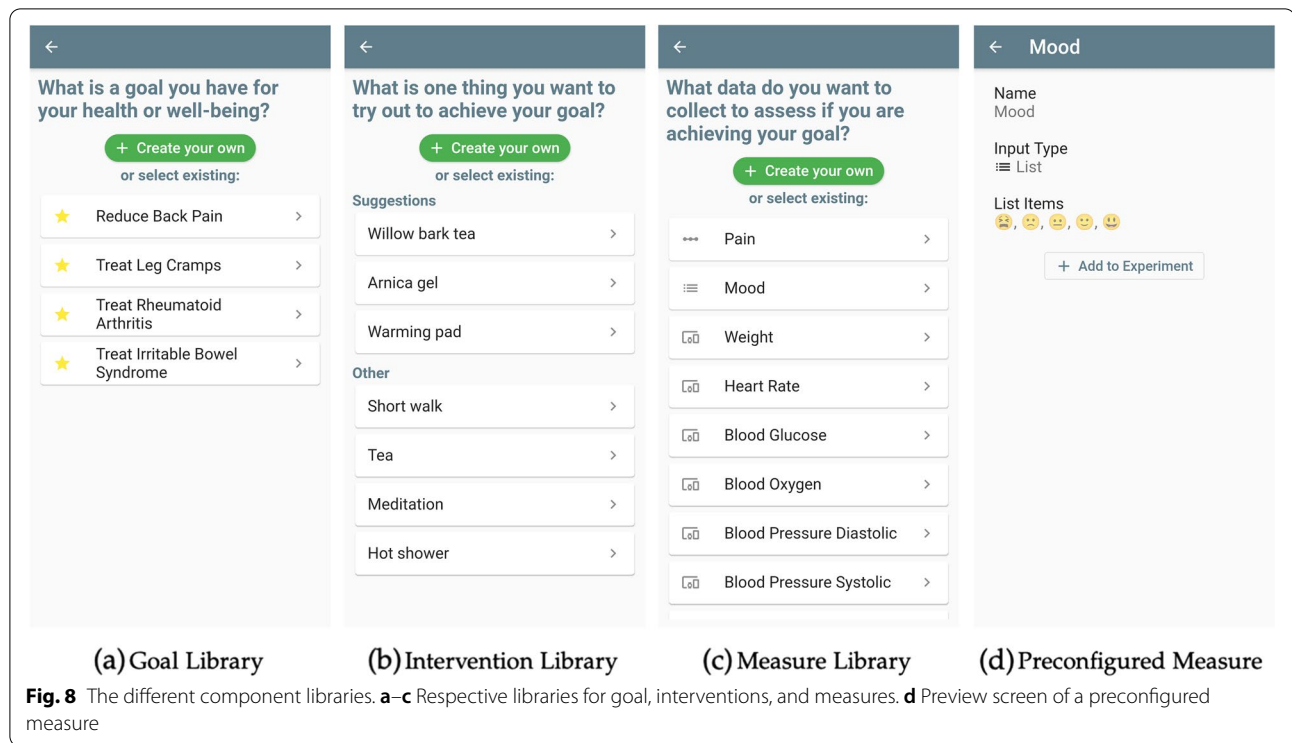 What is a goal you have for
your health or well-being?
+ Create your own
or select existing:
Reduce Back Pain
Treat Leg Cramps
Treat Rheumatoid
Arthritis
Treat Irritable Bowel
Syndrome
(a) Goal Library
What is one thing you want to
try out to achieve your goal?
+ Create your own
or select existing:
Suggestions
Willow bark tea
Arnica gel
Warming pad
Other
Short walk
Tea
Meditation
Hot shower
(b) Intervention Library
What data do you want to
collect to assess if you are
achieving your goal?
+ Create your own
or select existing:
Pain
Mood
Weight
Heart Rate
Blood Glucose
Blood Oxygen
Blood Pressure Diastolic
Blood Pressure Systolic
(c) Measure Library
Mood
Name
Mood
Input Type
List
List Items
😫, 🙁, 😐, 🙂, 😃
+ Add to Experiment
(d) Preconfigured Measure
Fig. 8 The different component libraries. a–c Respective libraries for goal, interventions, and measures. d Preview screen of a preconfigured
measure